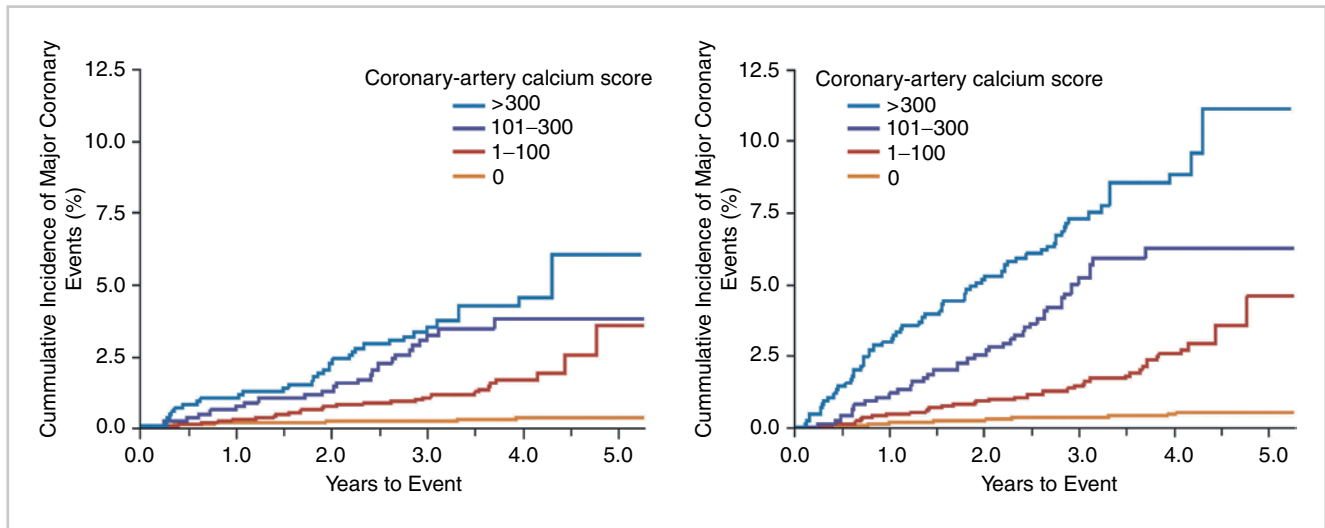 Cummulative Incidence of Major Coronary
Events (%)
12.5
10.0
7.5
5.0
2.5
0.0
Coronary-artery calcium score
>300
101–300
1–100
0
0.0 1.0 2.0 3.0 4.0 5.0
Years to Event
Cummulative Incidence of Major Coronary
Events (%)
12.5
10.0
7.5
5.0
2.5
0.0
Coronary-artery calcium score
>300
101–300
1–100
0
0.0 1.0 2.0 3.0 4.0 5.0
Years to Event